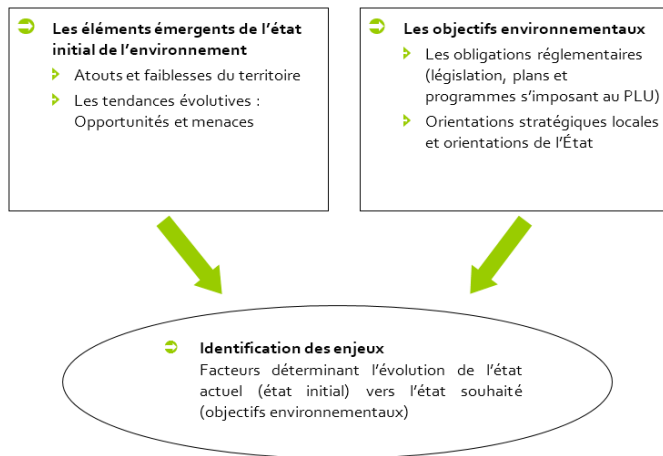 Les éléments émergents de l'état
initial de l'environnement
Atouts et faiblesses du territoire
Les tendances évolutives :
Opportunités et menaces
Les objectifs environnementaux
Les obligations réglementaires
(législation, plans et
programmes s'imposant au PLU)
Orientations stratégiques locales
et orientations de l'État
Identification des enjeux
Facteurs déterminant l'évolution de l'état
actuel (état initial) vers l'état souhaité
(objectifs environnementaux)